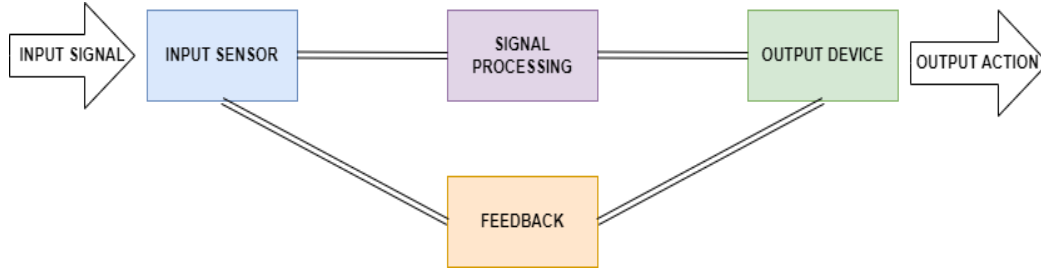 INPUT SIGNAL
INPUT SENSOR
SIGNAL
PROCESSING
OUTPUT DEVICE
OUTPUT ACTION
FEEDBACK